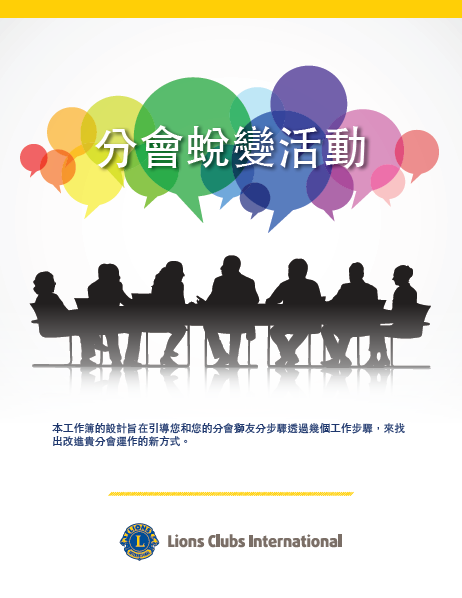 分會蛻變活動
本工作簿的設計旨在引導您和您的分會獅友分步驟透過幾個工作步驟，來找
出改進貴分會運作的新方式。
LIONS
L
INTERNATIONAL
Lions Clubs International